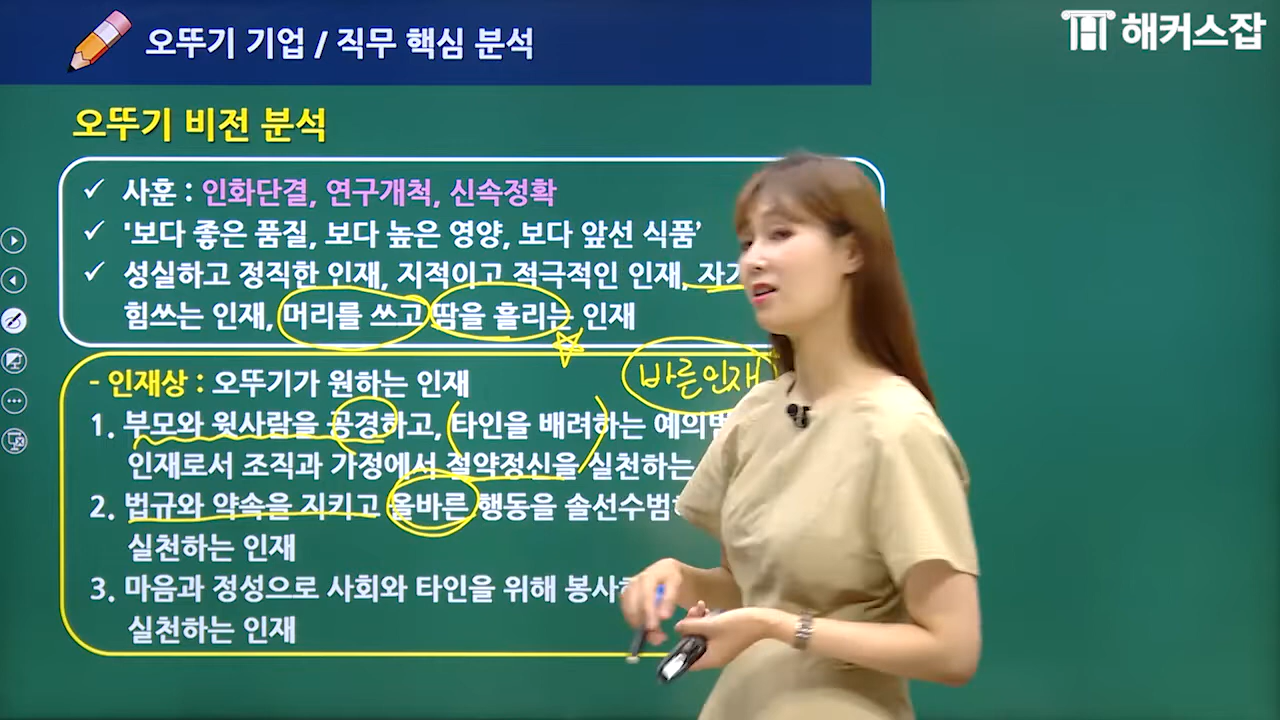 오뚜기 기업 / 직무 핵심 분석
해커스잡
오뚜기 비전 분석
✓ 사훈 : 인화단결, 연구개척, 신속정확
✓ '보다 좋은 품질, 보다 높은 영양, 보다 앞선 식품’
✓ 성실하고 정직한 인재, 지적이고 적극적인 인재,
힘쓰는 인재, 머리를 쓰고 땀을 흘리는 인재
바른인재
- 인재상 : 오뚜기가 원하는 인재
1. 부모와 윗사람을 공경하고, 타인을 배려하는
인재로서 조직과 가정에서 절약정신을 실천하는
2. 법규와 약속을 지키고 올바른 행동을
실천하는 인재
3. 마음과 정성으로 사회와 타인을 위해
실천하는 인재